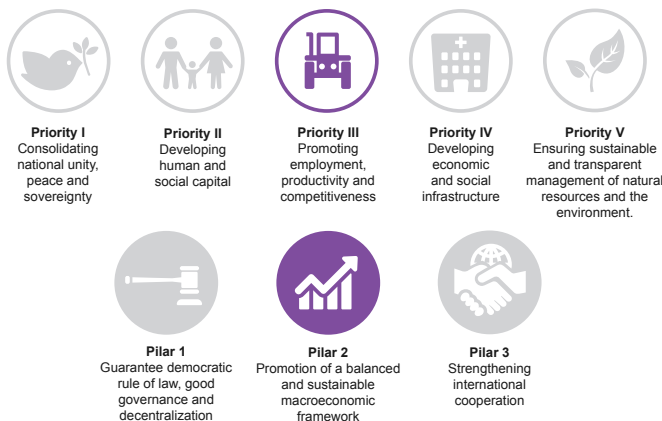 Priority I
Consolidating
national unity,
peace and
sovereignty
Priority II
Developing
human and
social capital
Priority III
Promoting
employment,
productivity and
competitiveness
Priority IV
Developing
economic
and social
infrastructure
Priority V
Ensuring sustainable
and transparent
management of natural
resources and the
environment.
Pilar 1
Guarantee democratic
rule of law, good
governance and
decentralization
Pilar 2
Promotion of a balanced
and sustainable
macroeconomic
framework
Pilar 3
Strengthening
international
cooperation